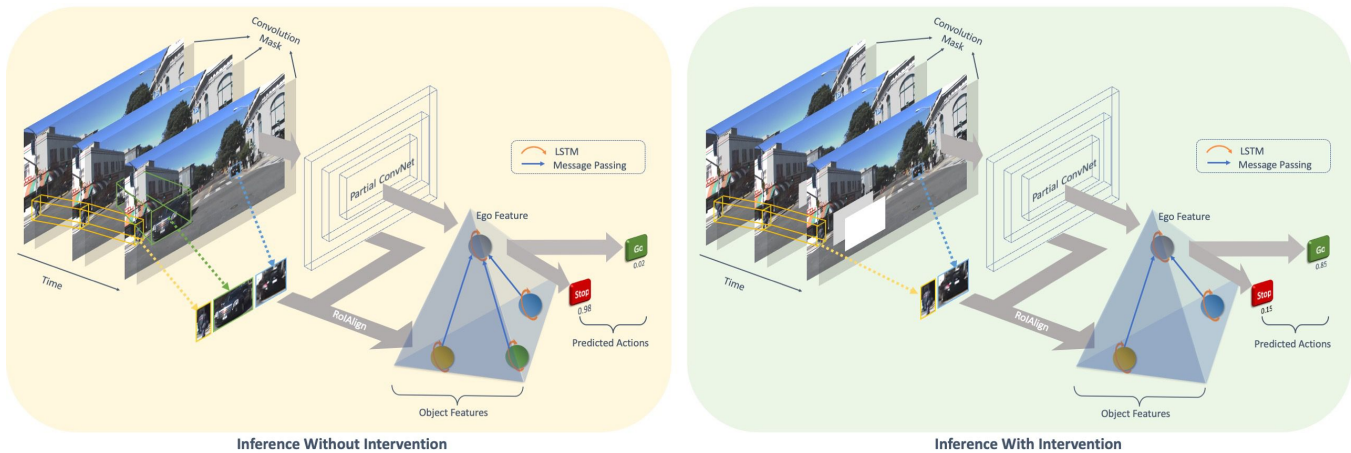 Convolution
Mask
Partial ConvNet
LSTM
Message Passing
Ego Feature
Go
0.02
Stop
0.98
Predicted Actions
Time
RoIAlign
Object Features
Inference Without Intervention
Convolution
Mask
Partial ConvNet
LSTM
Message Passing
Ego Feature
Go
0.85
Stop
0.15
Predicted Actions
Time
RoIAlign
Object Features
Inference With Intervention